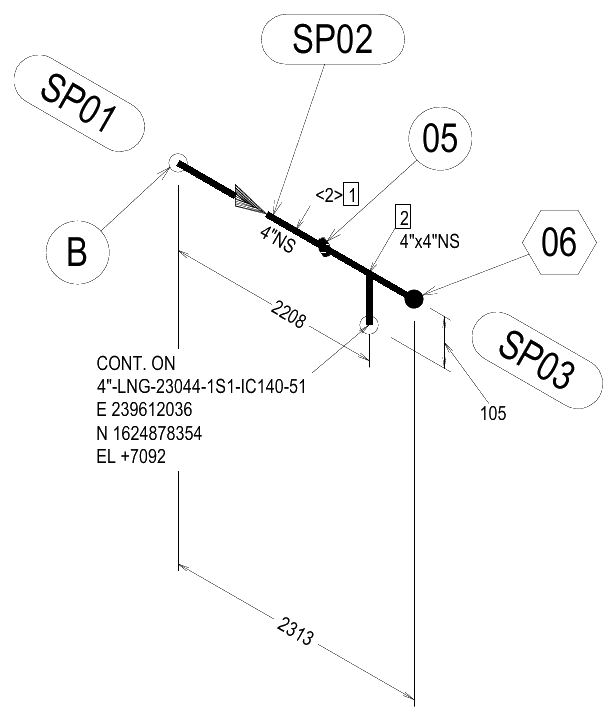 SP02
SP01
05
<2> 1
2
4"NS
4"x4"NS
06
B
2208
SP03
CONT. ON
4"-LNG-23044-1S1-IC140-51
E 239612036
N 1624878354
EL +7092
105
2313